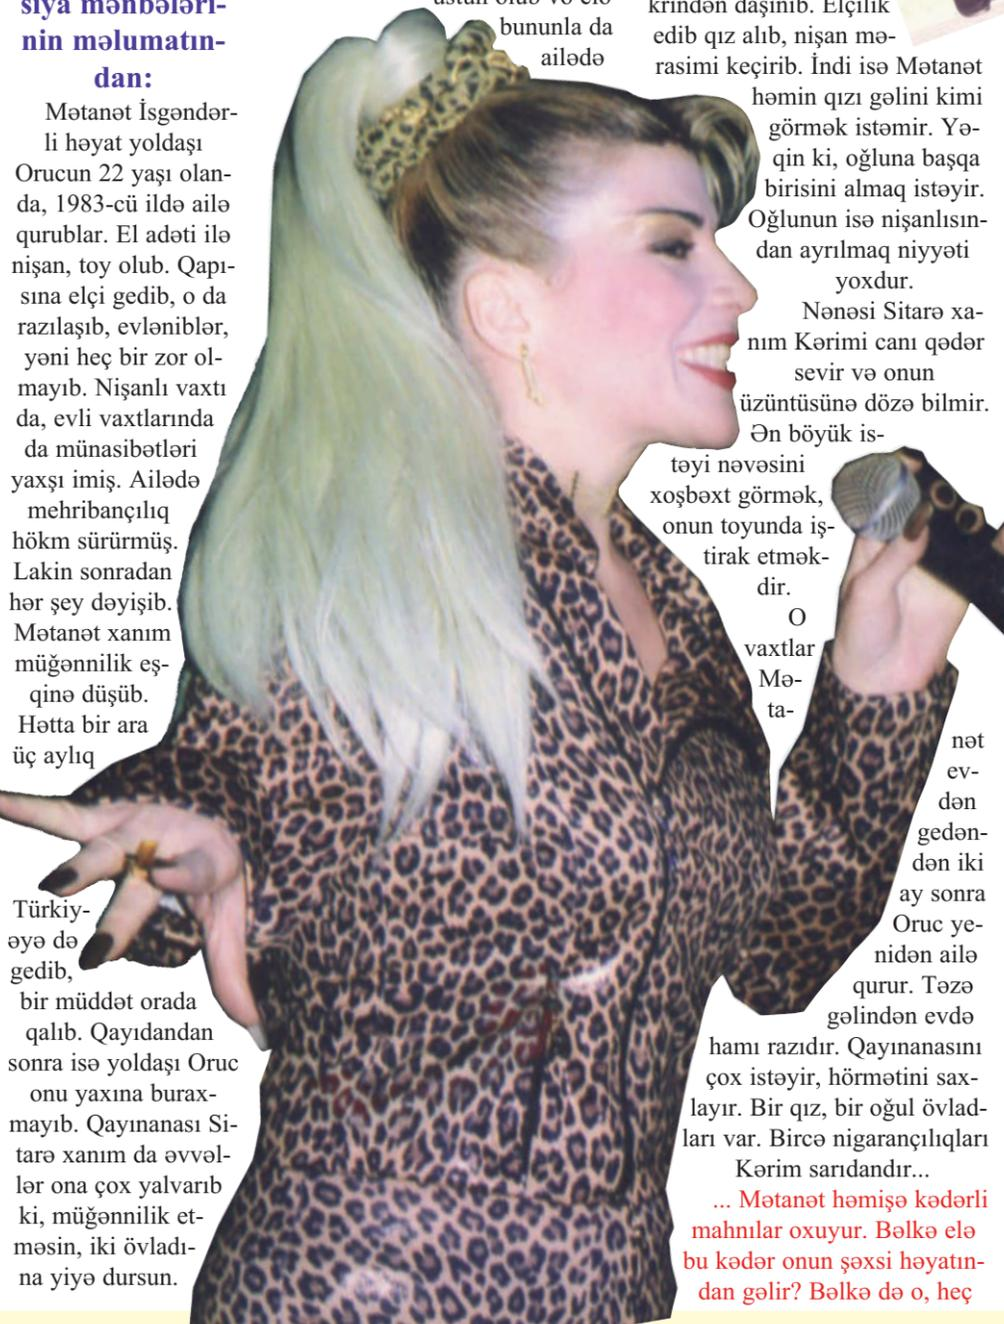 siya mənbələri-
nin məlumatın-
dan:
Mətanət İsgəndər-
li həyat yoldaşı
Orucun 22 yaşı olan-
da, 1983-cü ildə ailə
qurublar. El adəti ilə
nişan, toy olub. Qapı-
sına elçi gedib, o da
razılaşıb, evləniblər,
yəni heç bir zor ol-
mayıb. Nişanlı vaxtı
da, evli vaxtlarında
da münasibətləri
yaxşı imiş. Ailədə
mehribançılıq
hökm sürürmüş.
Lakin sonradan
hər şey dəyişib.
Mətanət xanım
müğənnilik eş-
qinə düşüb.
Hətta bir ara
üç aylıq
Türkiy-
əyə də
gedib,
bir müddət orada
qalıb. Qayıdandan
sonra isə yoldaşı Oruc
onu yaxına burax-
mayıb. Qayınanası Si-
tarə xanım da əvvəl-
lər ona çox yalvarıb
ki, müğənnilik et-
məsin, iki övladı-
na yiyə dursun.
bununla da
ailədə
krindən daşınıb. Elçilik
edib qız alıb, nişan mə-
rasimi keçirib. İndi isə Mətanət
həmin qızı gəlini kimi
görmək istəmir. Yə-
qin ki, oğluna başqa
birisini almaq istəyir.
Oğlunun isə nişanlısın-
dan ayrılmaq niyyəti
yoxdur.
Nənəsi Sitarə xa-
nım Kərimi canı qədər
sevir və onun
üzüntüsünə dözə bilmir.
Ən böyük is-
təyi nəvəsini
xoşbəxt görmək,
onun toyunda iş-
tirak etmək-
dir.
O
vaxtlar
Mə-
ta-
nət
ev-
dən
gedən-
dən iki
ay sonra
Oruc ye-
nidən ailə
qurur. Təzə
gəlindən evdə
hamı razıdır. Qayınanasını
çox istəyir, hörmətini sax-
layır. Bir qız, bir oğul övlad-
ları var. Bircə nigarançılıqları
Kərim sarıdandır...
... Mətanət həmişə kədərli
mahnılar oxuyur. Bəlkə elə
bu kədər onun şəxsi həyatın-
dan gəlir? Bəlkə də o, heç